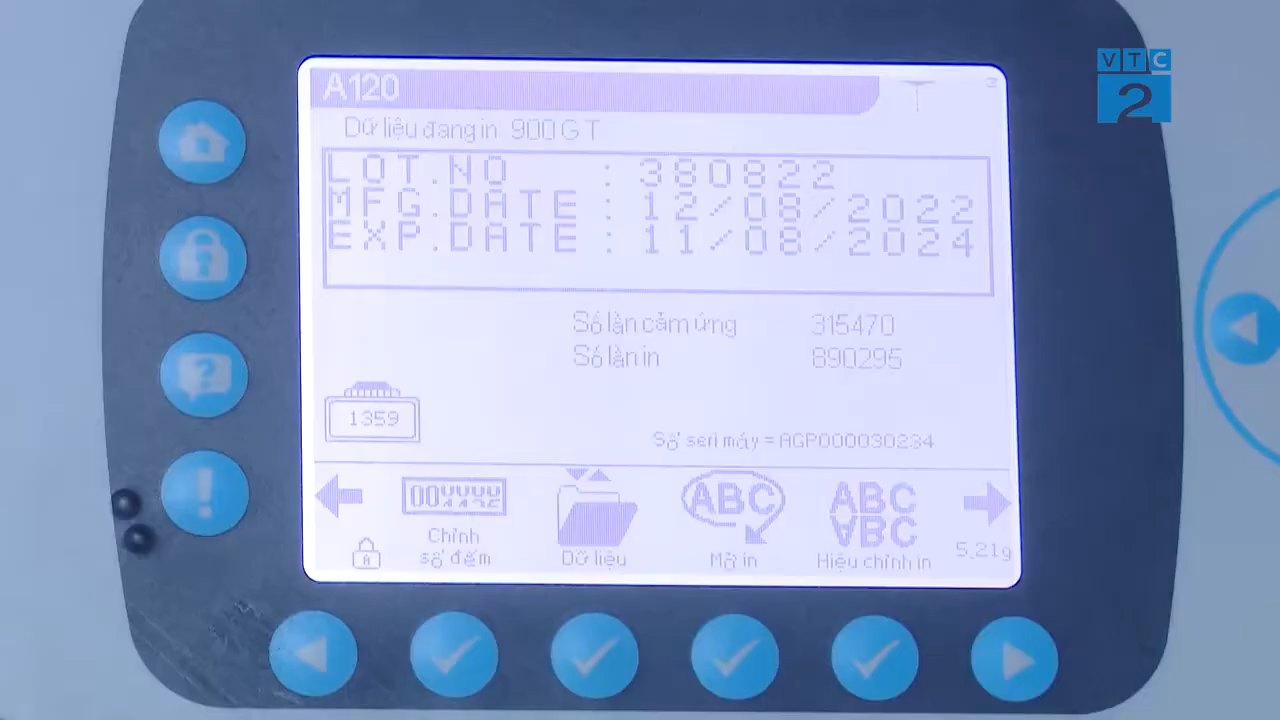 VTC
2
A120
Dữ liệu đang in 900GT
LOT.NO : 380822
MFG.DATE : 12/08/2022
EXP.DATE : 11/08/2024
Số lần cảm ứng 315470
Số lần in 890295
1359
Số seri máy = AGP000030234
ABC
ABC
Chỉnh
số đếm
Dữ liệu
Mở in
Hiệu chỉnh in
5,21g